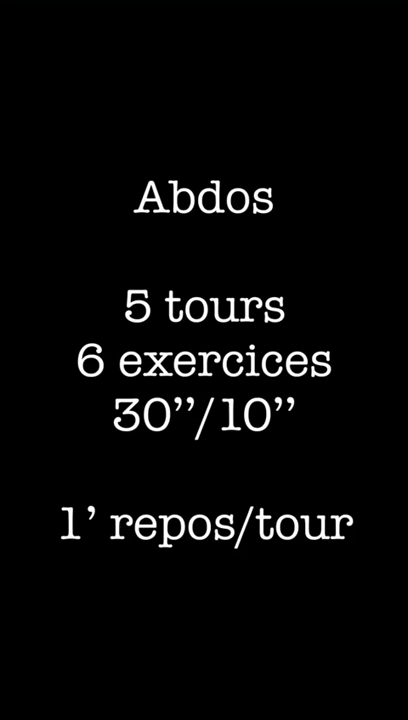 Abdos
5 tours
6 exercices
30”/10”
1’ repos/tour